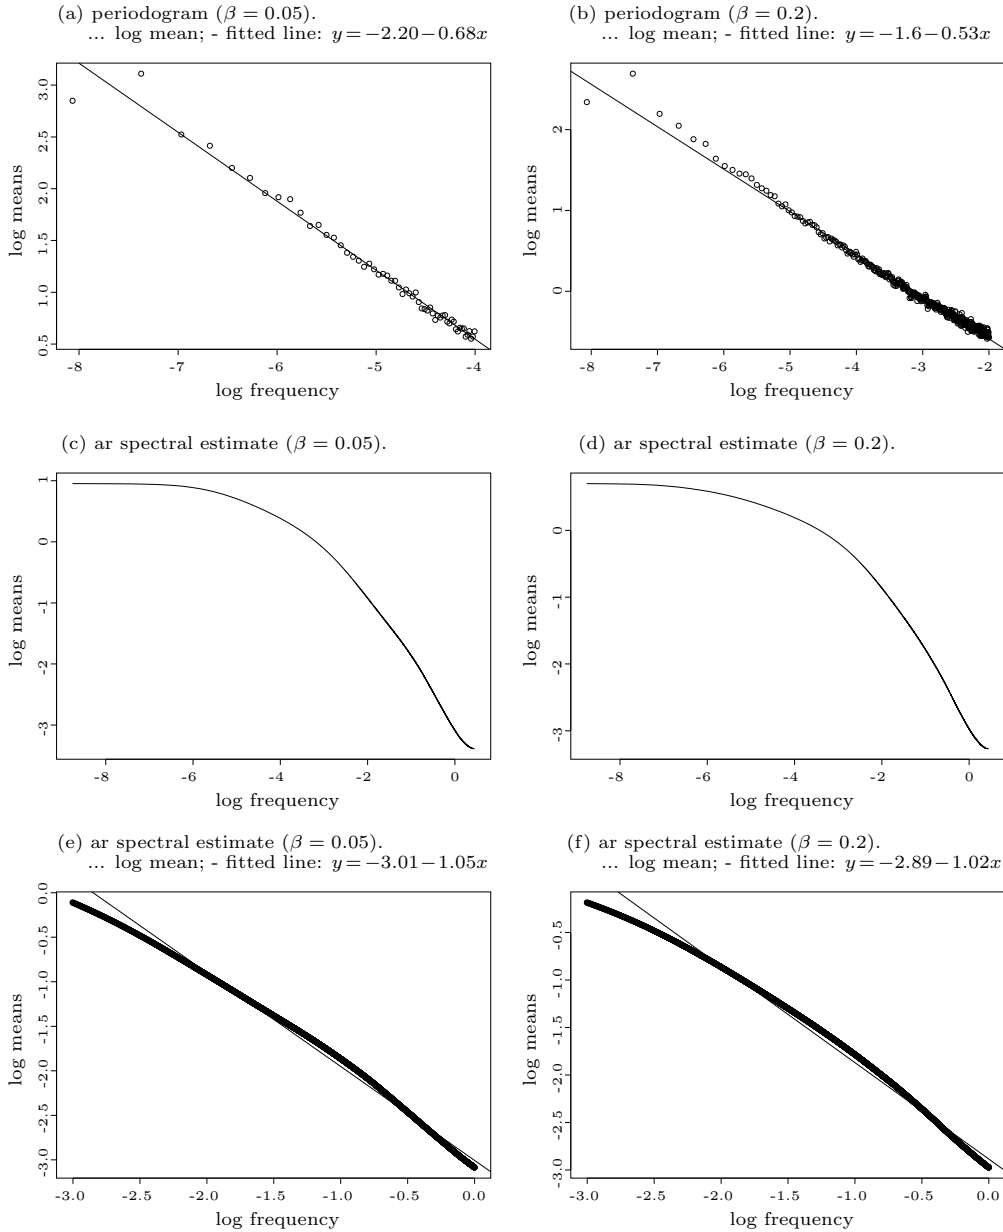 (a) periodogram (β = 0.05).
... log mean; - fitted line: y = −2.20−0.68x
3.0
2.5
2.0
1.5
1.0
0.5
log means
-8 -7 -6 -5 -4
log frequency
(b) periodogram (β = 0.2).
... log mean; - fitted line: y = −1.6−0.53x
2
1
0
log means
-8 -7 -6 -5 -4 -3 -2
log frequency
(c) ar spectral estimate (β = 0.05).
1
0
-1
-2
-3
log means
-8 -6 -4 -2 0
log frequency
(d) ar spectral estimate (β = 0.2).
0
-1
-2
-3
log means
-8 -6 -4 -2 0
log frequency
(e) ar spectral estimate (β = 0.05).
... log mean; - fitted line: y = −3.01−1.05x
0.0
-0.5
-1.0
-1.5
-2.0
-2.5
-3.0
log means
-3.0 -2.5 -2.0 -1.5 -1.0 -0.5 0.0
log frequency
(f) ar spectral estimate (β = 0.2).
... log mean; - fitted line: y = −2.89−1.02x
-0.5
-1.0
-1.5
-2.0
-2.5
-3.0
log means
-3.0 -2.5 -2.0 -1.5 -1.0 -0.5 0.0
log frequency